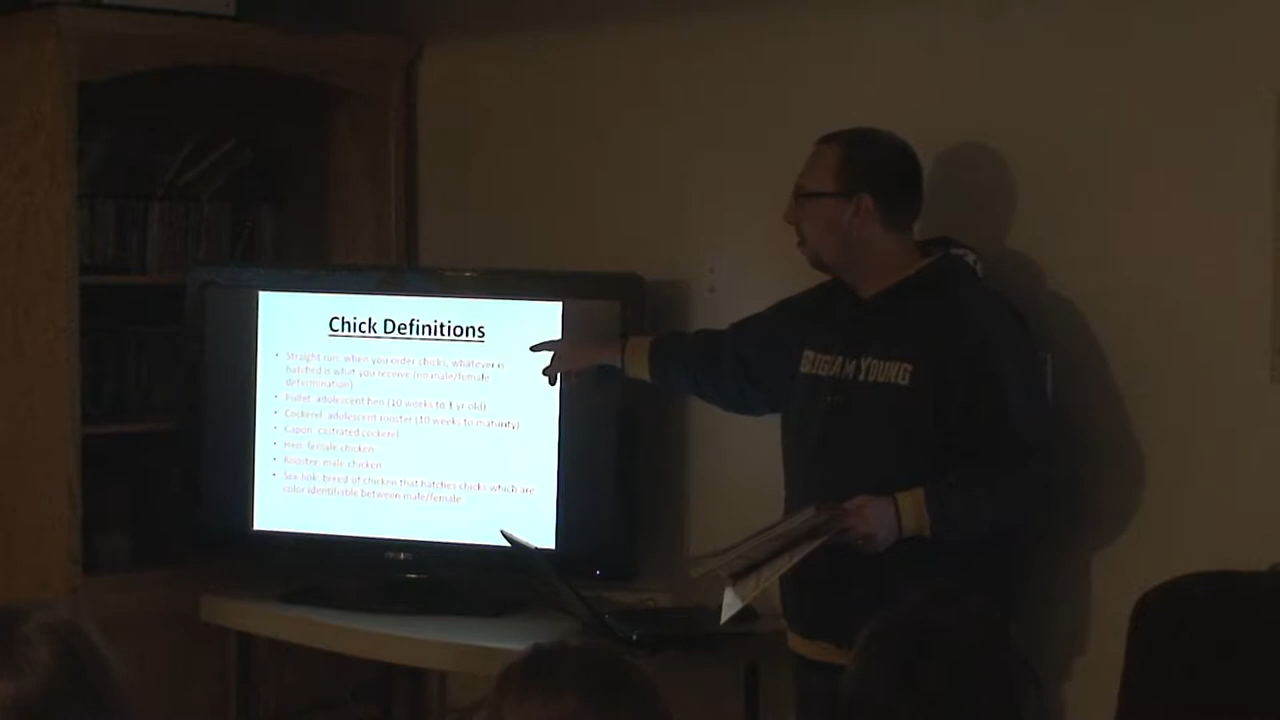 Chick Definitions
• Straight run: when you order chicks, whatever is
hatched is what you receive (no male/female
determination)
• Pullet: adolescent hen (10 weeks to 1 yr old)
• Cockerel: adolescent rooster (10 weeks to maturity)
• Capon: castrated cockerel
• Hen: female chicken
• Rooster: male chicken
• Sex link: breed of chicken that hatches chicks which are
color identifiable between male/female
BRIGHAM YOUNG